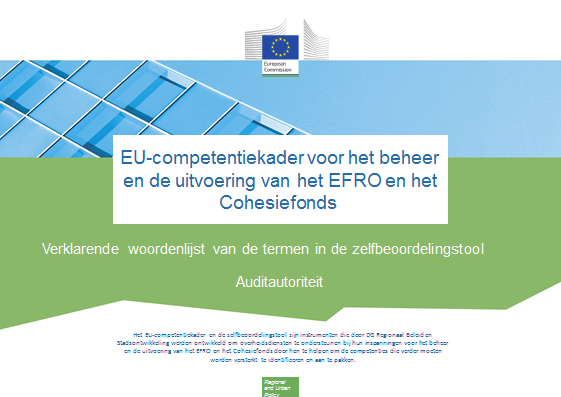 European
Commission
EU-competentiekader voor het beheer
en de uitvoering van het EFRO en het
Cohesiefonds
Verklarende woordenlijst van de termen in de zelfbeoordelingstool
Auditautoriteit
Het EU-competentiekader en de selfbeoordelingstool zijn instrumenten die door DG Regionaal Beleid en
Stadsontwikkeling werden ontwikkeld om overheidsdiensten te ondersteunen bij hun inspanningen voor het beheer
en de uitvoering van het EFRO en het Cohesiefonds door hen te helpen om de competenties die verder moeten
worden versterkt te identificeren en aan te pakken.
Regional
and Urban
Policy